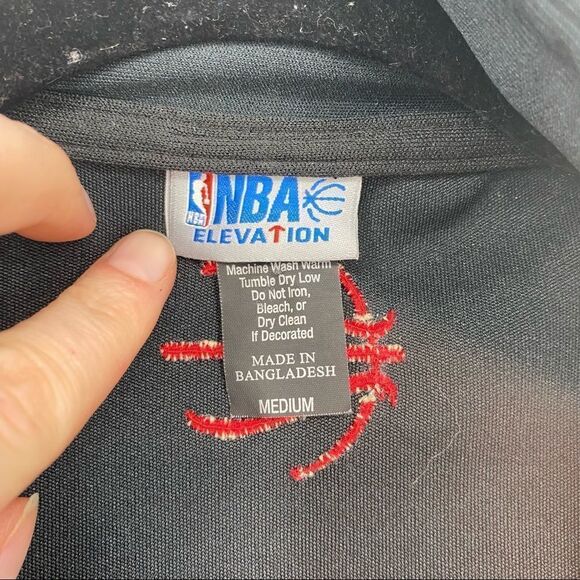 NBA
NBA
ELEVATION
Machine Wash Warm
Tumble Dry Low
Do Not Iron,
Bleach, or
Dry Clean
If Decorated
MADE IN
BANGLADESH
MEDIUM